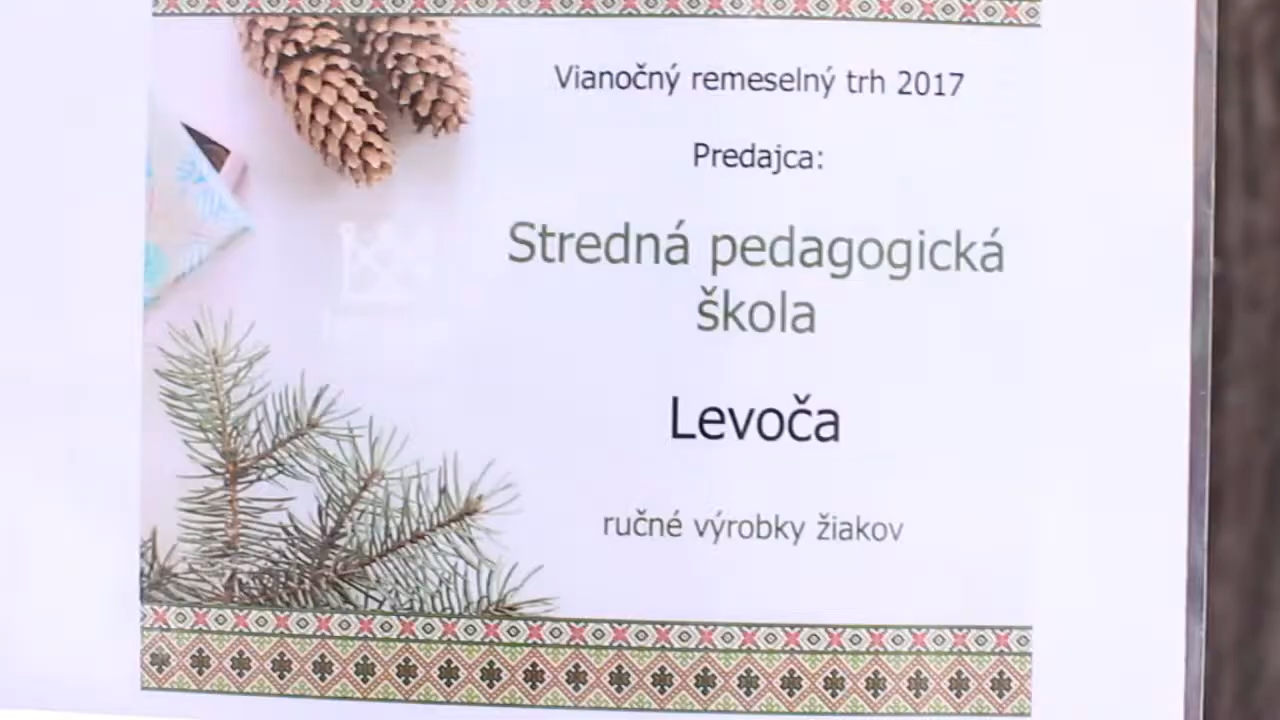 Vianočný remeselný trh 2017
Predajca:
Stredná pedagogická
škola
Levoča
ručné výrobky žiakov